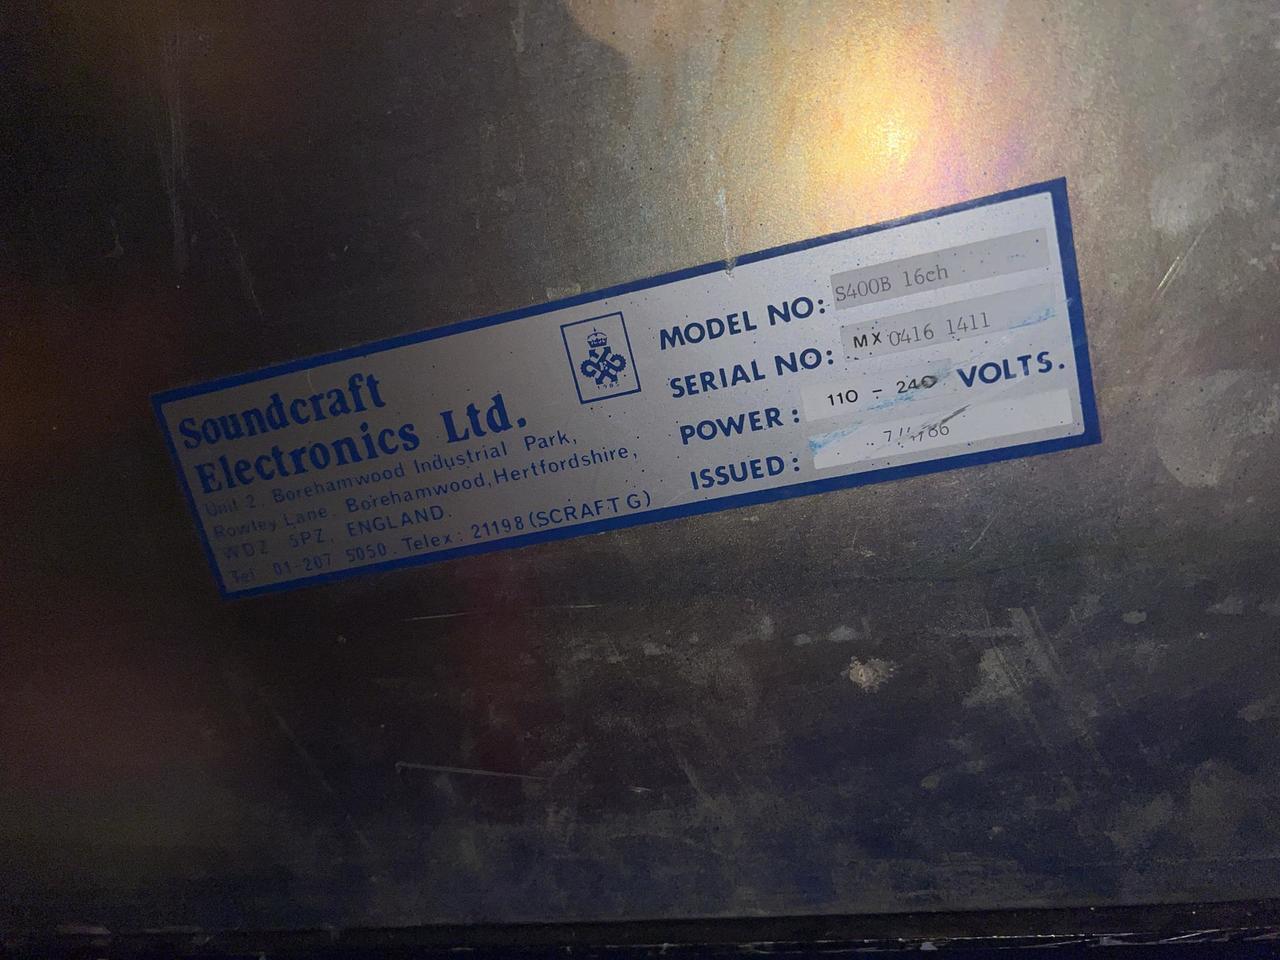 Soundcraft
Electronics Ltd.
Unit 2, Borehamwood Industrial Park,
Rowley Lane, Borehamwood, Hertfordshire,
WD2 5PZ, ENGLAND.
Tel 01-207 5050. Telex: 21198 (SCRAFT G)
MODEL NO: S400B 16ch
SERIAL NO: MX 0416 1411
POWER: 110 - 240 VOLTS.
ISSUED: